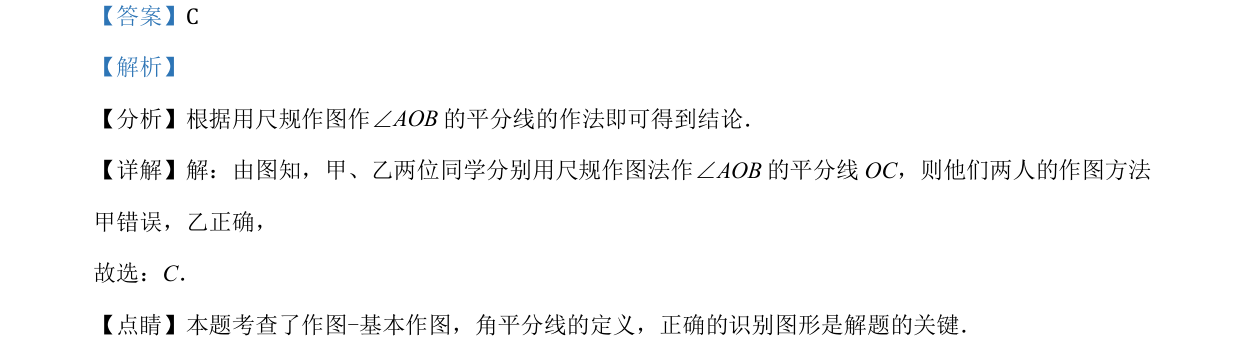 【答案】C
【解析】
【分析】根据用尺规作图作∠AOB的平分线的作法即可得到结论．
【详解】解：由图知，甲、乙两位同学分别用尺规作图法作∠AOB的平分线OC，则他们两人的作图方法
甲错误，乙正确，
故选：C．
【点睛】本题考查了作图-基本作图，角平分线的定义，正确的识别图形是解题的关键．